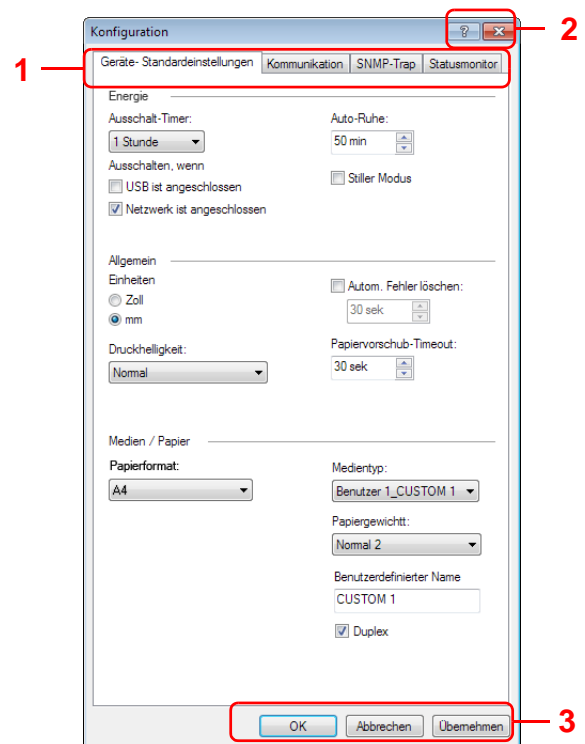 Konfiguration
?
2
1
Geräte- Standardeinstellungen Kommunikation SNMP-Trap Statusmonitor
Energie
Ausschalt-Timer: Auto-Ruhe:
1 Stunde 50 min
Ausschalten, wenn
USB ist angeschlossen Stiller Modus
Netzwerk ist angeschlossen
Allgemein
Einheiten Autom. Fehler löschen:
Zoll 30 sek
mm
Druckhelligkeit: Papiervorschub-Timeout:
Normal 30 sek
Medien / Papier
Papierformat: Medientyp:
A4 Benutzer 1_CUSTOM 1
Papiergewichtt:
Normal 2
Benutzerdefinierter Name
CUSTOM 1
Duplex
OK Abbrechen Übernehmen
3